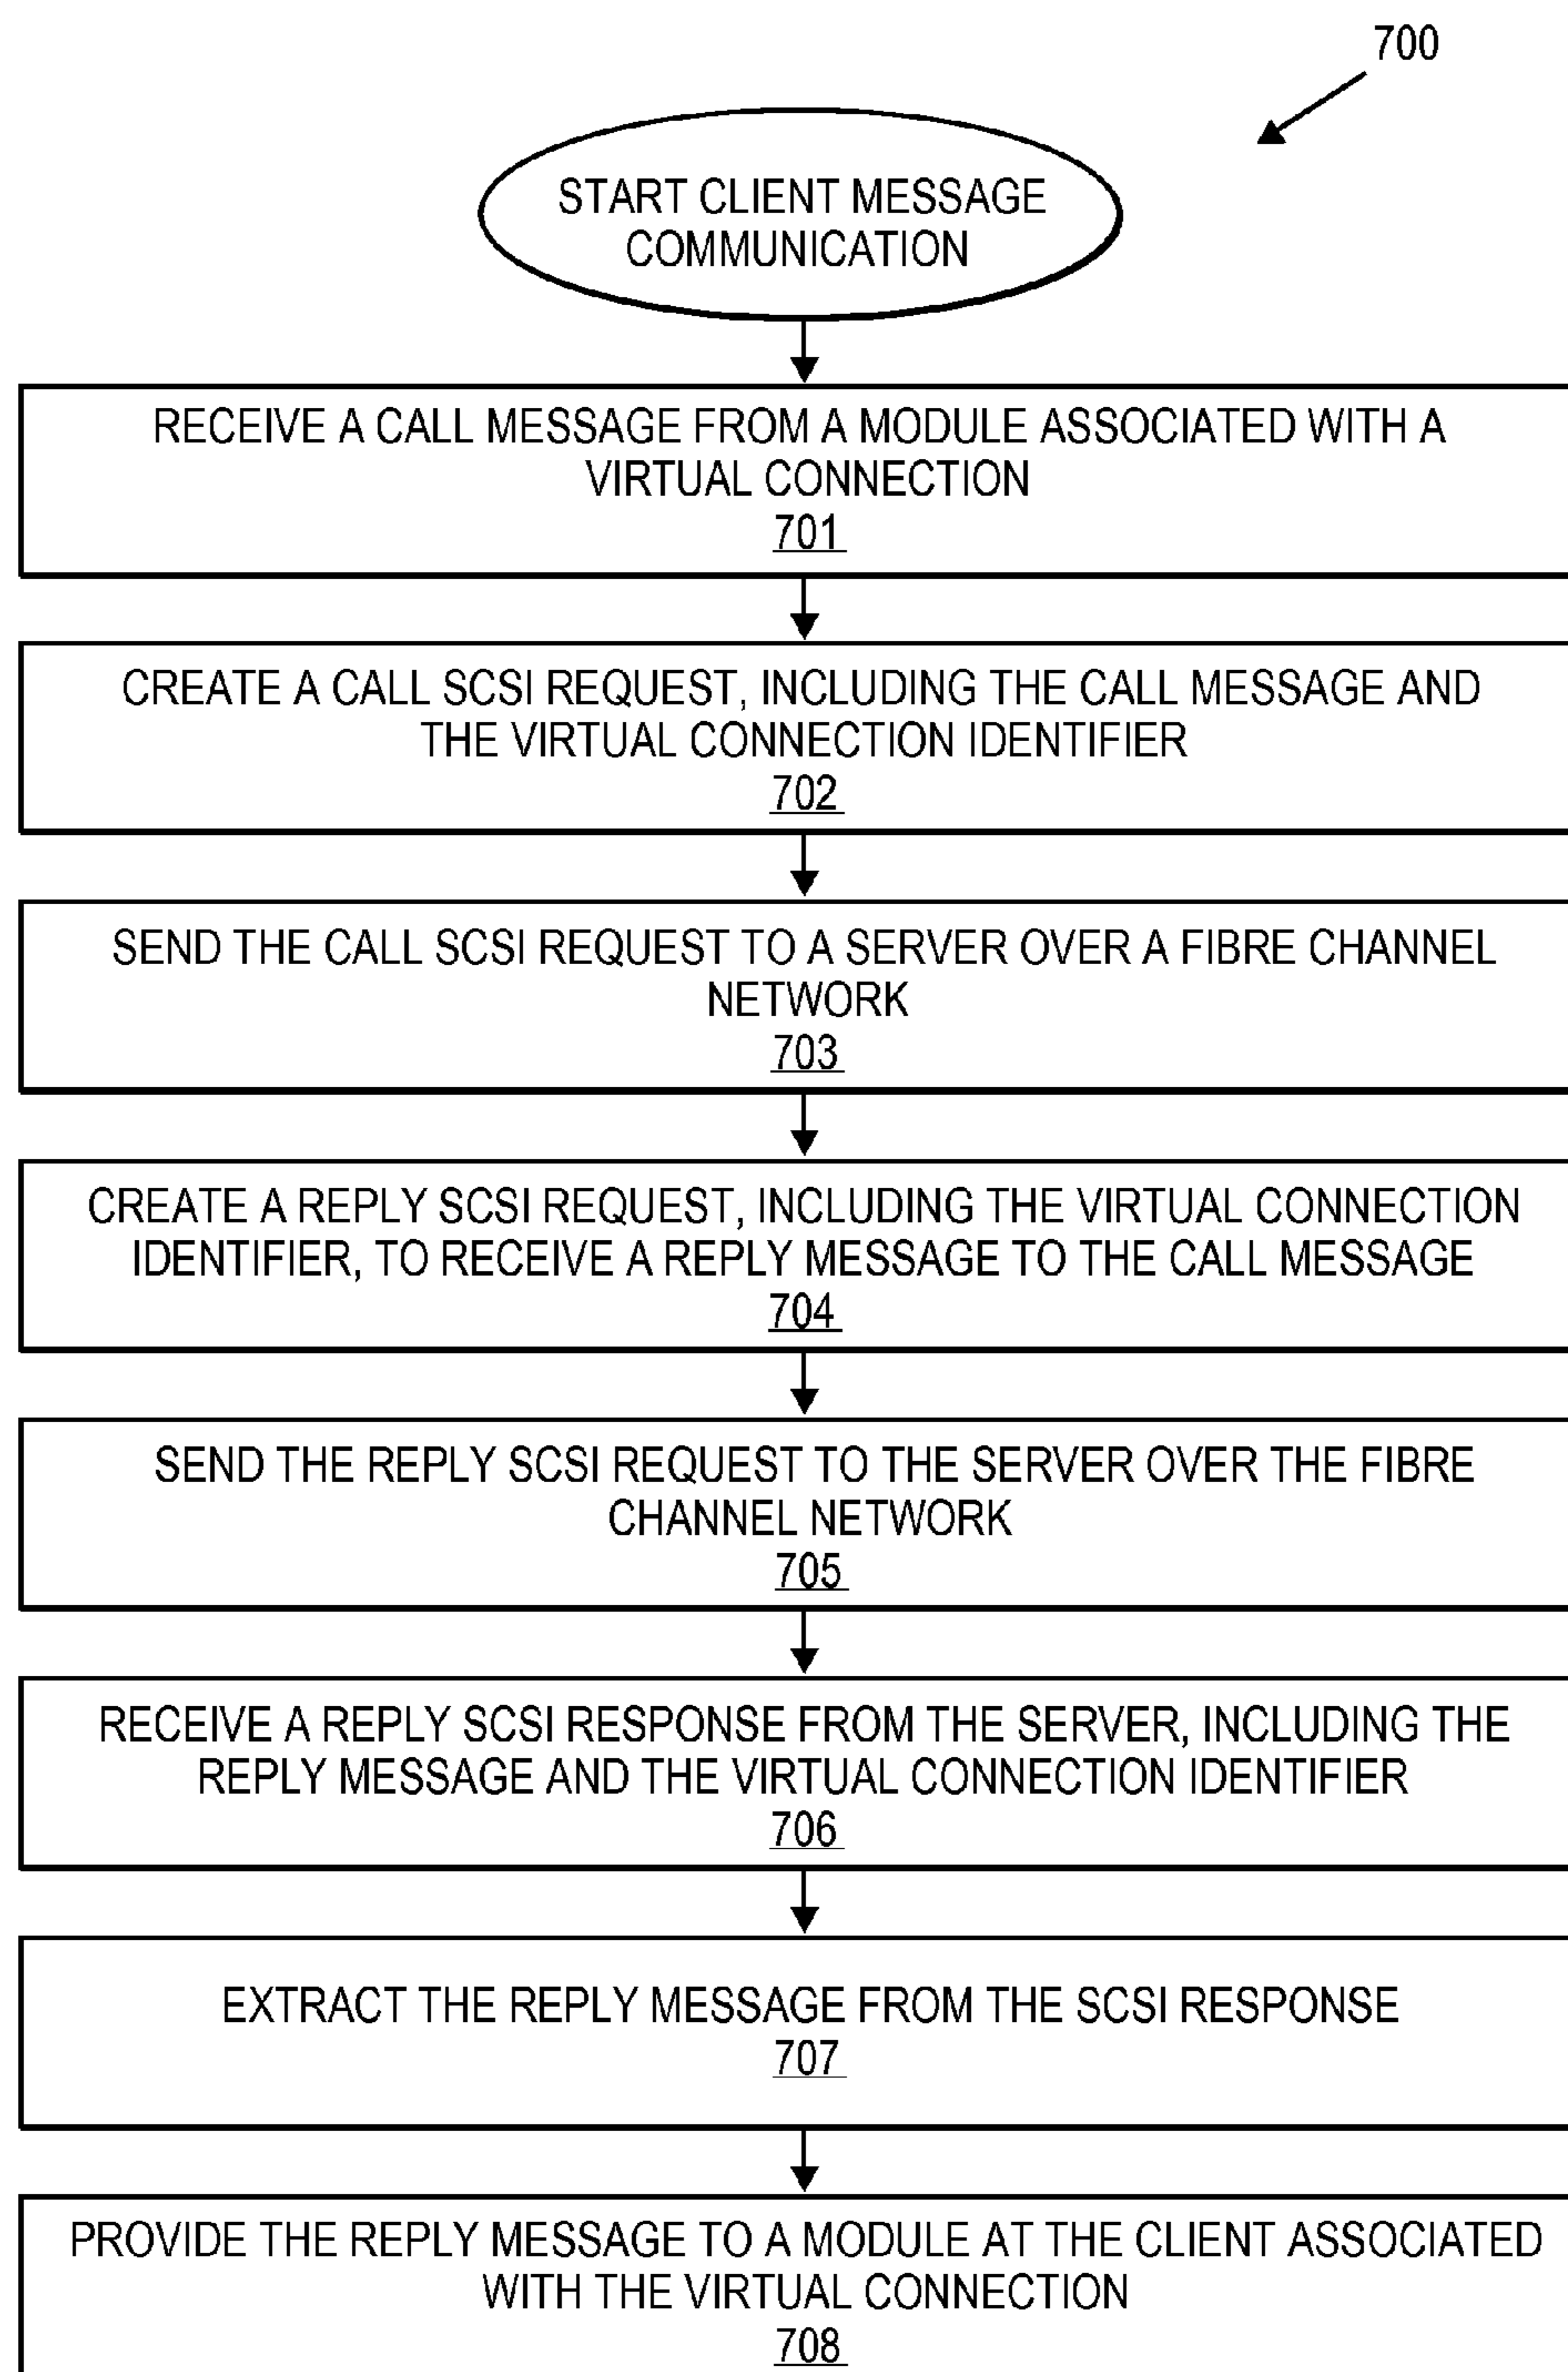 700
START CLIENT MESSAGE
COMMUNICATION
RECEIVE A CALL MESSAGE FROM A MODULE ASSOCIATED WITH A
VIRTUAL CONNECTION
701
CREATE A CALL SCSI REQUEST, INCLUDING THE CALL MESSAGE AND
THE VIRTUAL CONNECTION IDENTIFIER
702
SEND THE CALL SCSI REQUEST TO A SERVER OVER A FIBRE CHANNEL
NETWORK
703
CREATE A REPLY SCSI REQUEST, INCLUDING THE VIRTUAL CONNECTION
IDENTIFIER, TO RECEIVE A REPLY MESSAGE TO THE CALL MESSAGE
704
SEND THE REPLY SCSI REQUEST TO THE SERVER OVER THE FIBRE
CHANNEL NETWORK
705
RECEIVE A REPLY SCSI RESPONSE FROM THE SERVER, INCLUDING THE
REPLY MESSAGE AND THE VIRTUAL CONNECTION IDENTIFIER
706
EXTRACT THE REPLY MESSAGE FROM THE SCSI RESPONSE
707
PROVIDE THE REPLY MESSAGE TO A MODULE AT THE CLIENT ASSOCIATED
WITH THE VIRTUAL CONNECTION
708